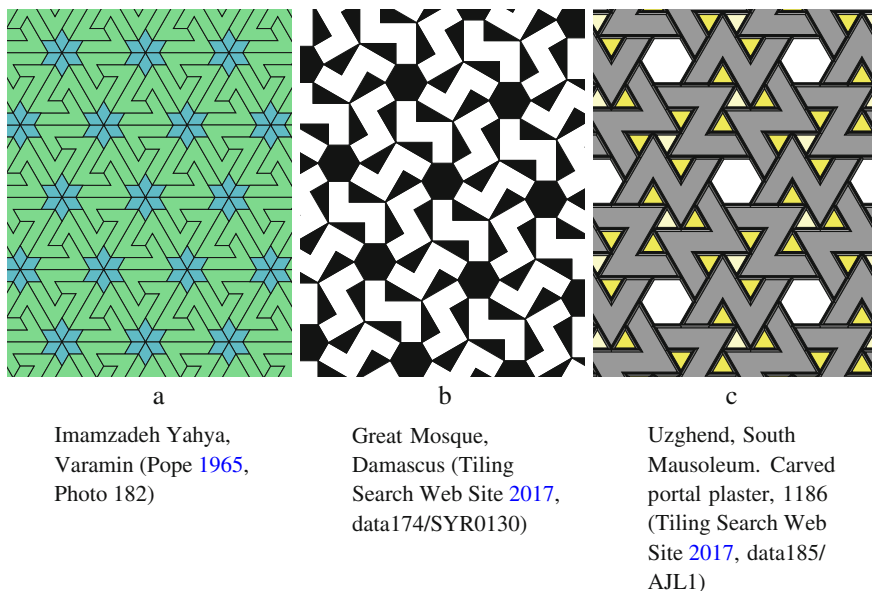 a
Imamzadeh Yahya,
Varamin (Pope 1965,
Photo 182)
b
Great Mosque,
Damascus (Tiling
Search Web Site 2017,
data174/SYR0130)
c
Uzghend, South
Mausoleum. Carved
portal plaster, 1186
(Tiling Search Web
Site 2017, data185/
AJL1)